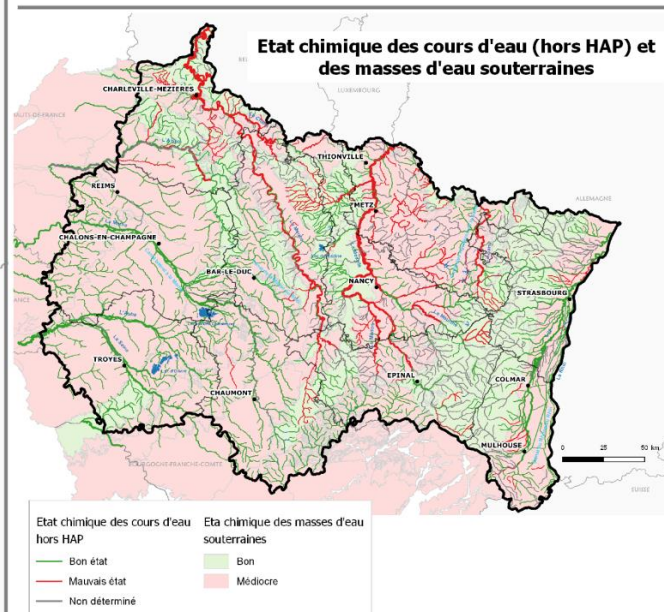 Etat chimique des cours d'eau (hors HAP) et
des masses d'eau souterraines
CHARLEVILLE-MEZIERES
LUXEMBOURG
THIONVILLE
REIMS
METZ
ALLEMAGNE
CHALONS-EN-CHAMPAGNE
BAR-LE-DUC
NANCY
STRASBOURG
TROYES
EPINAL
COLMAR
CHAUMONT
MULHOUSE
0 25 50 km
BOURGOGNE-FRANCHE-COMTE
SUISSE
Etat chimique des cours d'eau
hors HAP
Bon état
Mauvais état
Non déterminé
Eta chimique des masses d'eau
souterraines
Bon
Médiocre